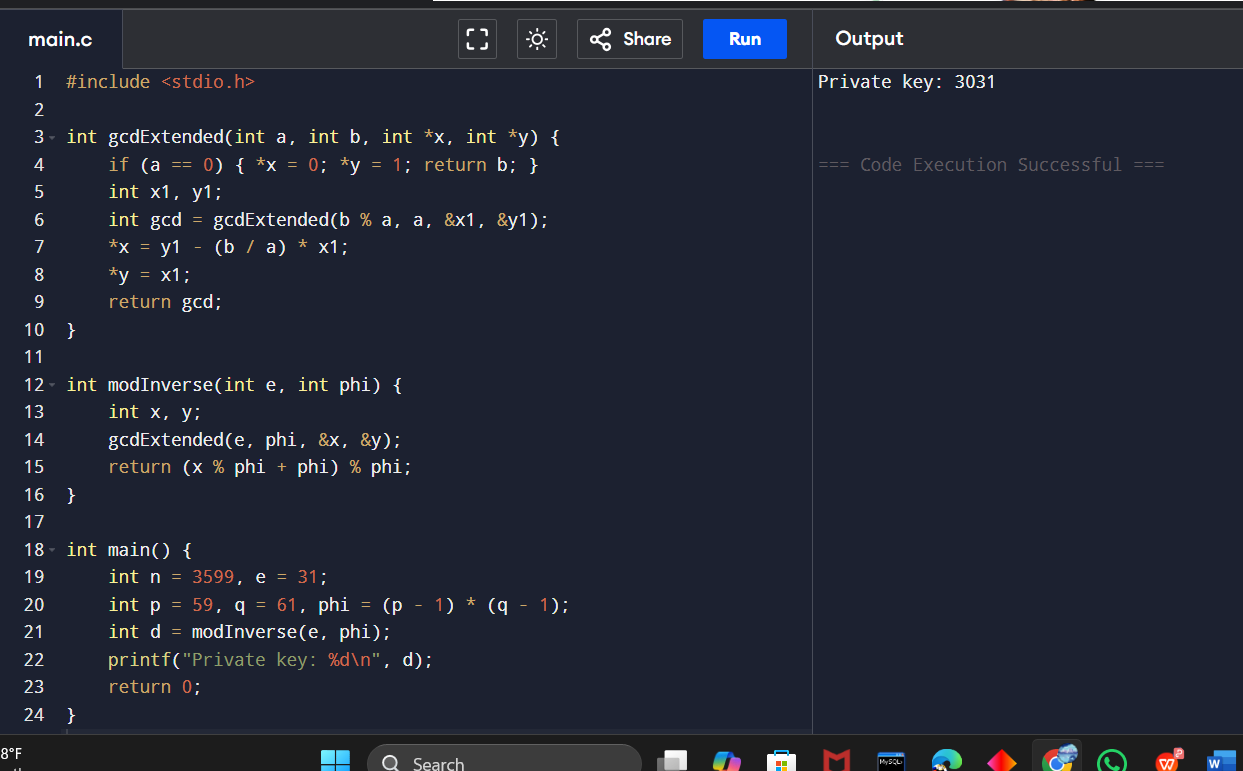 main.c
Share
Run
Output
1 #include <stdio.h>
2
3 int gcdExtended(int a, int b, int *x, int *y) {
4     if (a == 0) { *x = 0; *y = 1; return b; }
5     int x1, y1;
6     int gcd = gcdExtended(b % a, a, &x1, &y1);
7     *x = y1 - (b / a) * x1;
8     *y = x1;
9     return gcd;
10 }
11
12 int modInverse(int e, int phi) {
13     int x, y;
14     gcdExtended(e, phi, &x, &y);
15     return (x % phi + phi) % phi;
16 }
17
18 int main() {
19     int n = 3599, e = 31;
20     int p = 59, q = 61, phi = (p - 1) * (q - 1);
21     int d = modInverse(e, phi);
22     printf("Private key: %d\n", d);
23     return 0;
24 }
Private key: 3031
=== Code Execution Successful ===
8°F
Search
MySQL
W
W